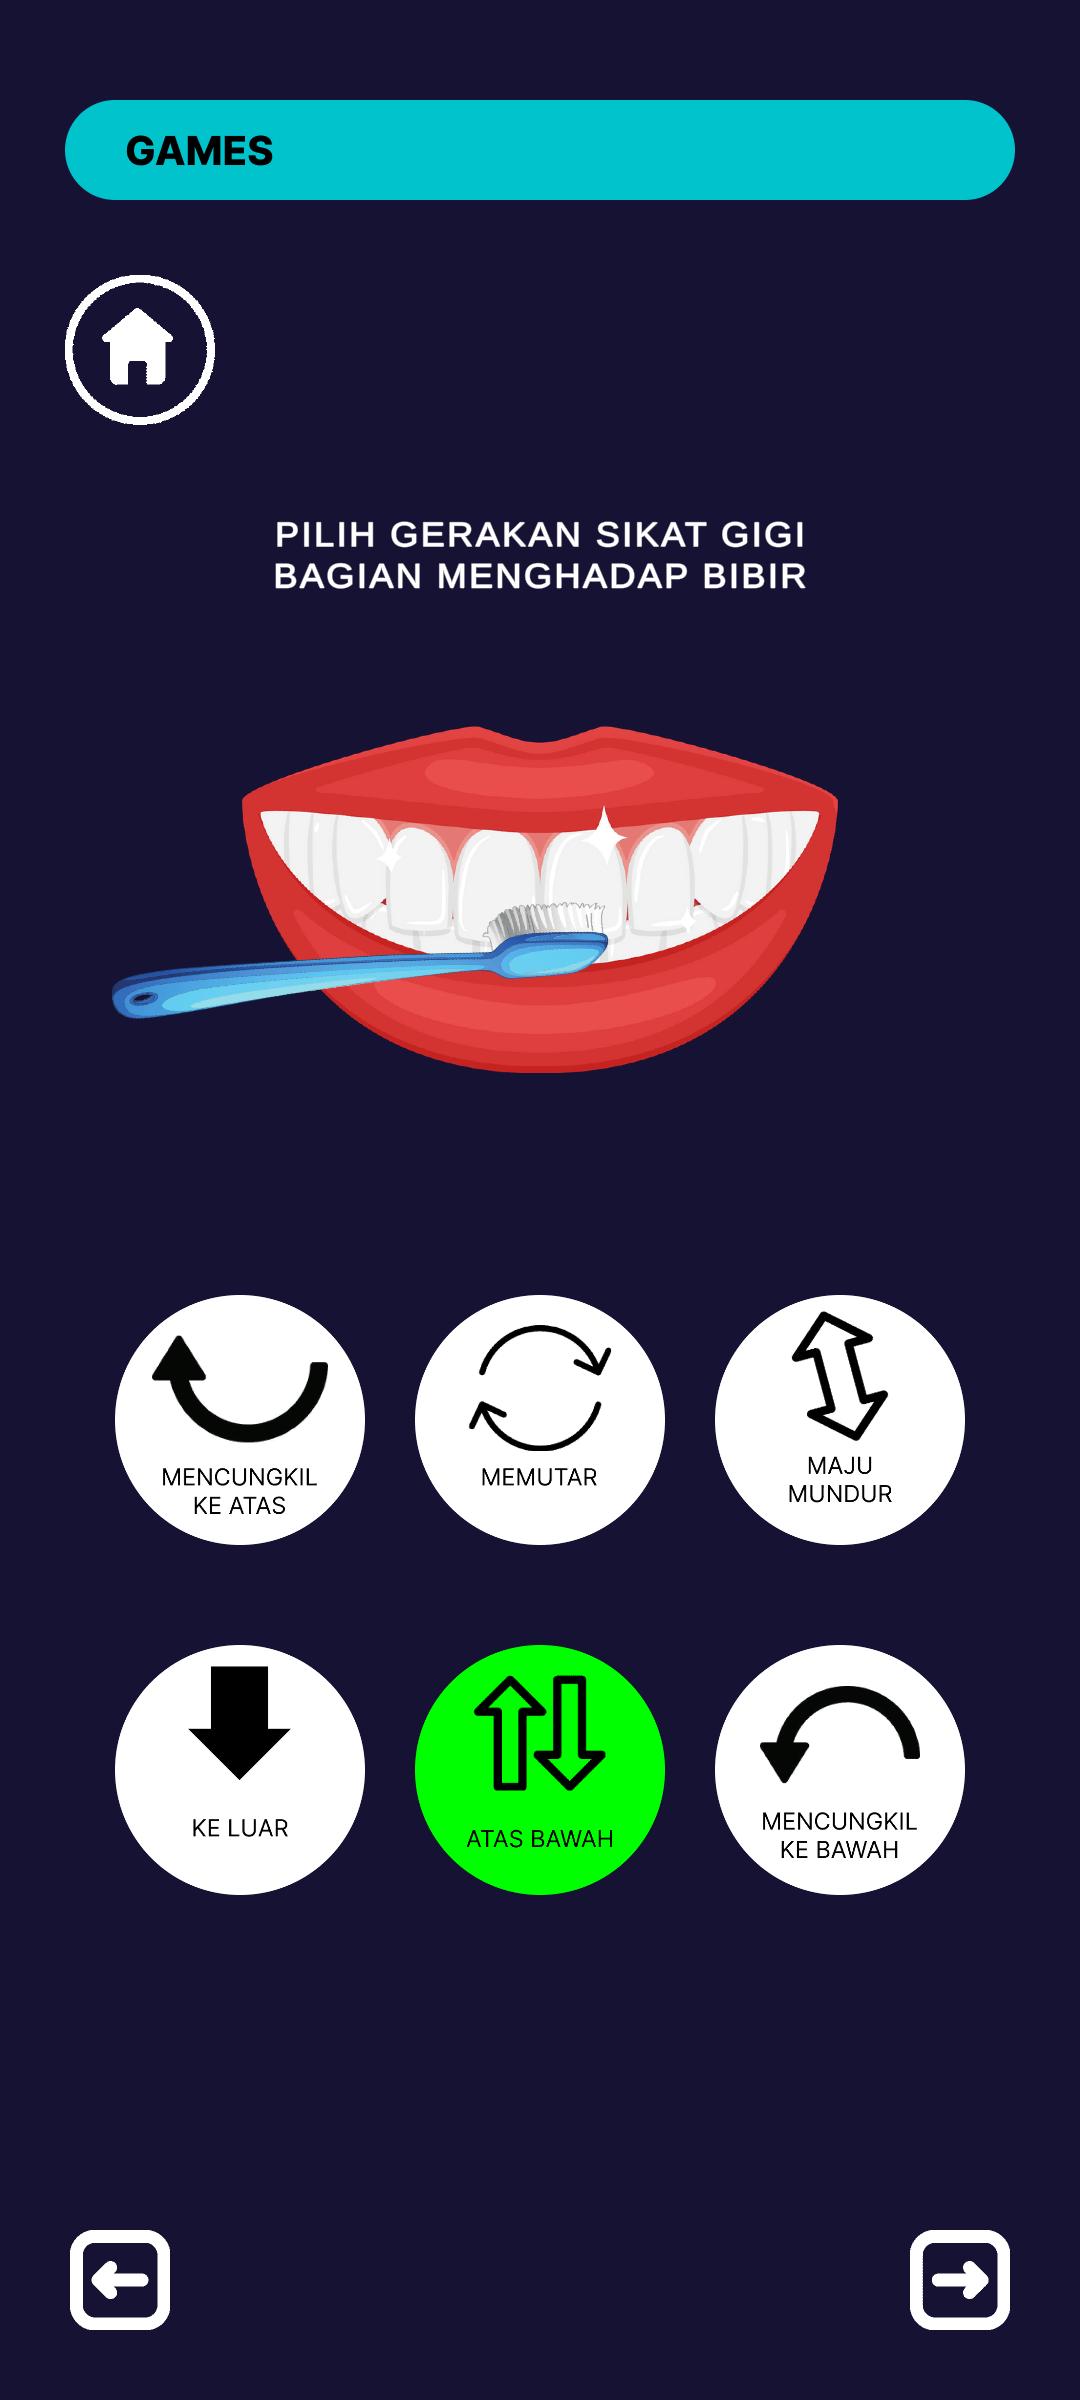 GAMES
PILIH GERAKAN SIKAT GIGI
BAGIAN MENGHADAP BIBIR
MENCUNGKIL
KE ATAS
MEMUTAR
MAJU
MUNDUR
KE LUAR
ATAS BAWAH
MENCUNGKIL
KE BAWAH